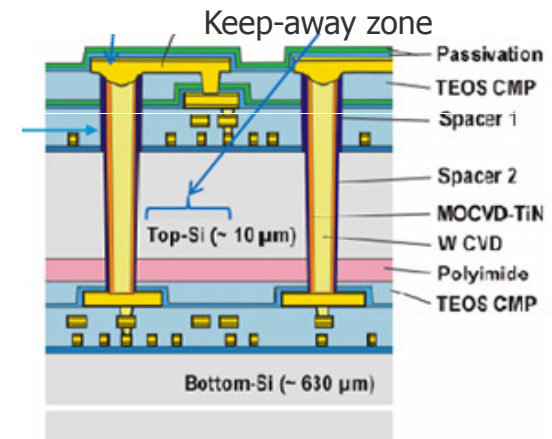 Keep-away zone
Passivation
TEOS CMP
Spacer 1
Spacer 2
MOCVD-TiN
W CVD
Top-Si (~ 10 µm)
Polyimide
TEOS CMP
Bottom-Si (~ 630 µm)